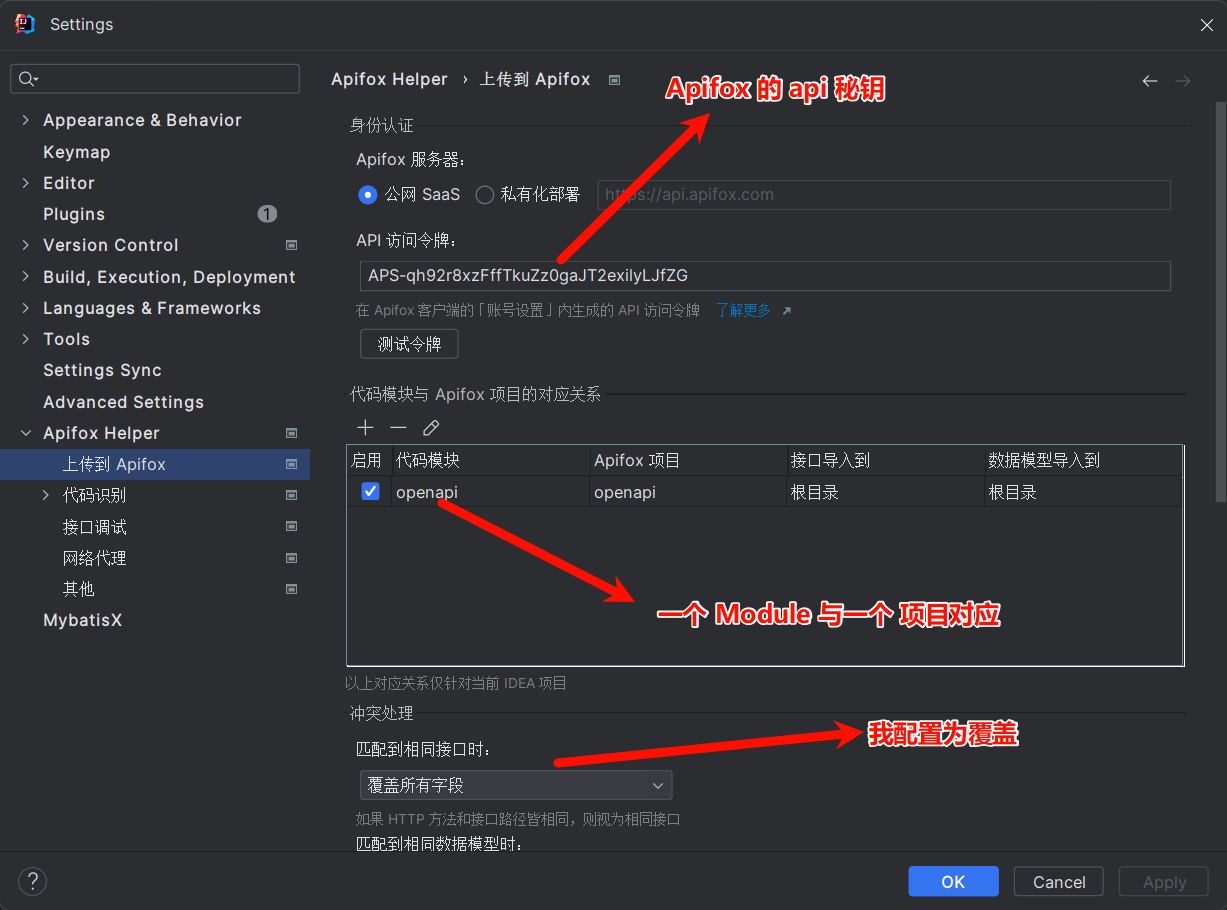 Settings
Apifox Helper › 上传到 Apifox
Apifox 的 api 秘钥
Appearance & Behavior
Keymap
Editor
Plugins 1
Version Control
Build, Execution, Deployment
Languages & Frameworks
Tools
Settings Sync
Advanced Settings
Apifox Helper
上传到 Apifox
代码识别
接口调试
网络代理
其他
MybatisX
身份认证
Apifox 服务器:
公网 SaaS 私有化部署 https://api.apifox.com
API 访问令牌:
APS-qh92r8xzFffTkuZz0gaJT2exilyLJfZG
在 Apifox 客户端的「账号设置」内生成的 API 访问令牌 了解更多 ↗
测试令牌
代码模块与 Apifox 项目的对应关系
启用 代码模块 Apifox 项目 接口导入到 数据模型导入到
openapi openapi 根目录 根目录
一个 Module 与一个 项目对应
以上对应关系仅针对当前 IDEA 项目
冲突处理
我配置为覆盖
匹配到相同接口时:
覆盖所有字段
如果 HTTP 方法和接口路径皆相同，则视为相同接口
匹配到相同数据模型时:
?
OK Cancel Apply